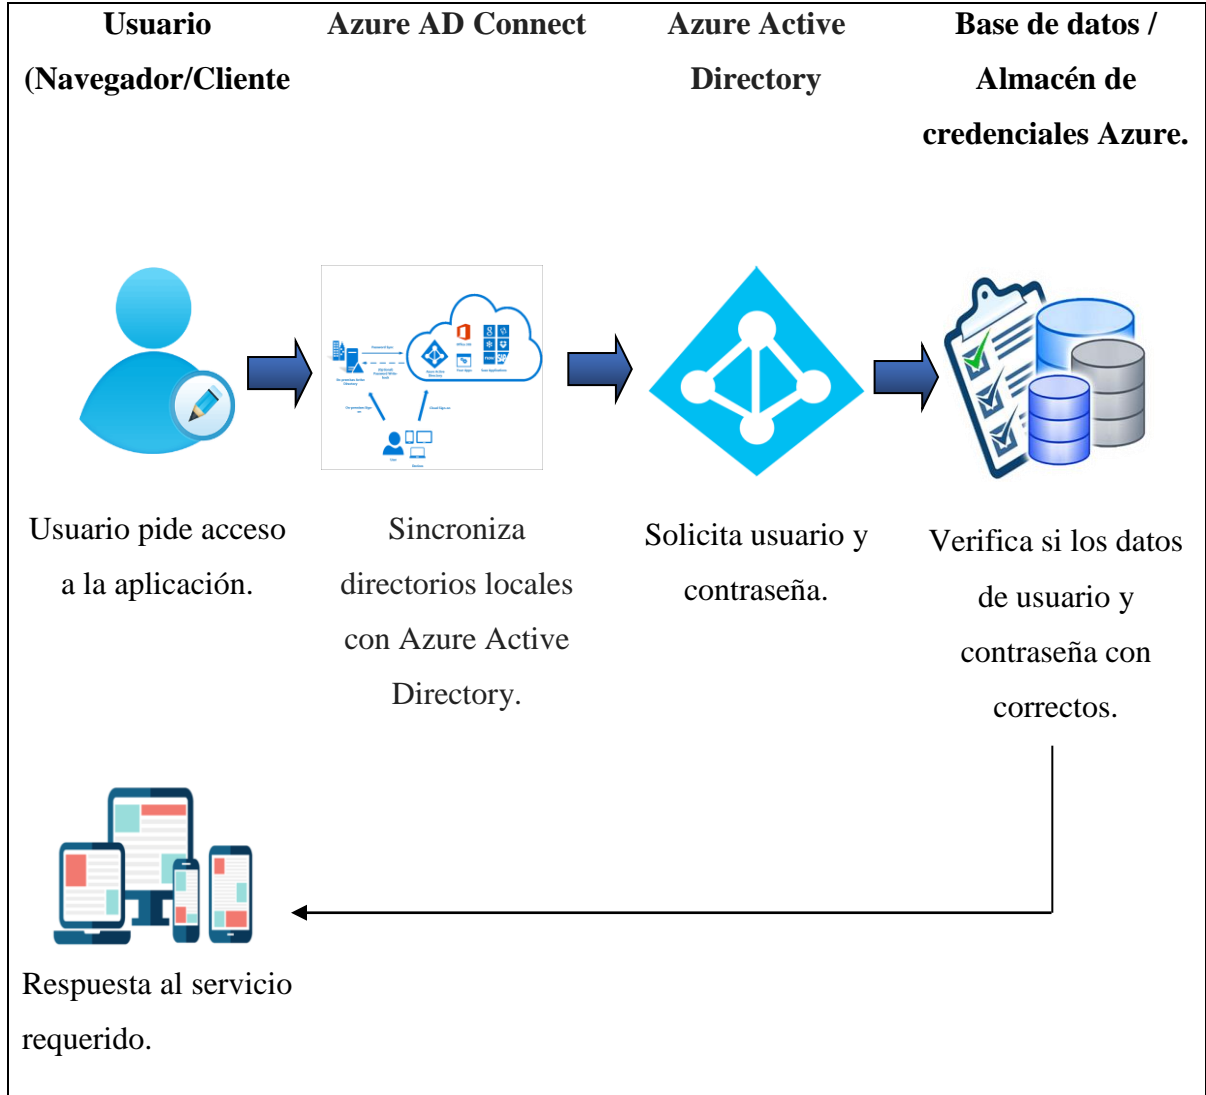 Usuario
(Navegador/Cliente
Azure AD Connect
Azure Active
Directory
Base de datos /
Almacén de
credenciales Azure.
Usuario pide acceso
a la aplicación.
Sincroniza
directorios locales
con Azure Active
Directory.
Solicita usuario y
contraseña.
Verifica si los datos
de usuario y
contraseña con
correctos.
Respuesta al servicio
requerido.